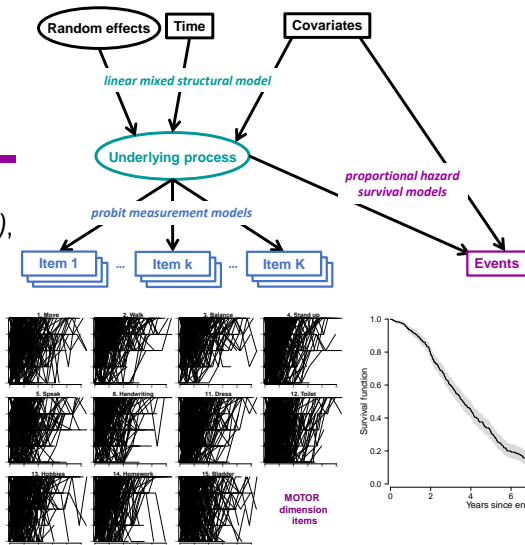 Random effects
Time
Covariates
linear mixed structural model
Underlying process
proportional hazard
survival models
probit measurement models
),
Item 1
...
Item k
...
Item K
Events
1. Move
2. Walk
3. Balance
4. Stand up
5. Speak
8. Handwriting
11. Dress
12. Toilet
13. Hobbies
14. Homework
15. Bladder
MOTOR
dimension
items
Survival function
1.0
0.8
0.6
0.4
0.2
0.0
0
2
4
6
Years since en